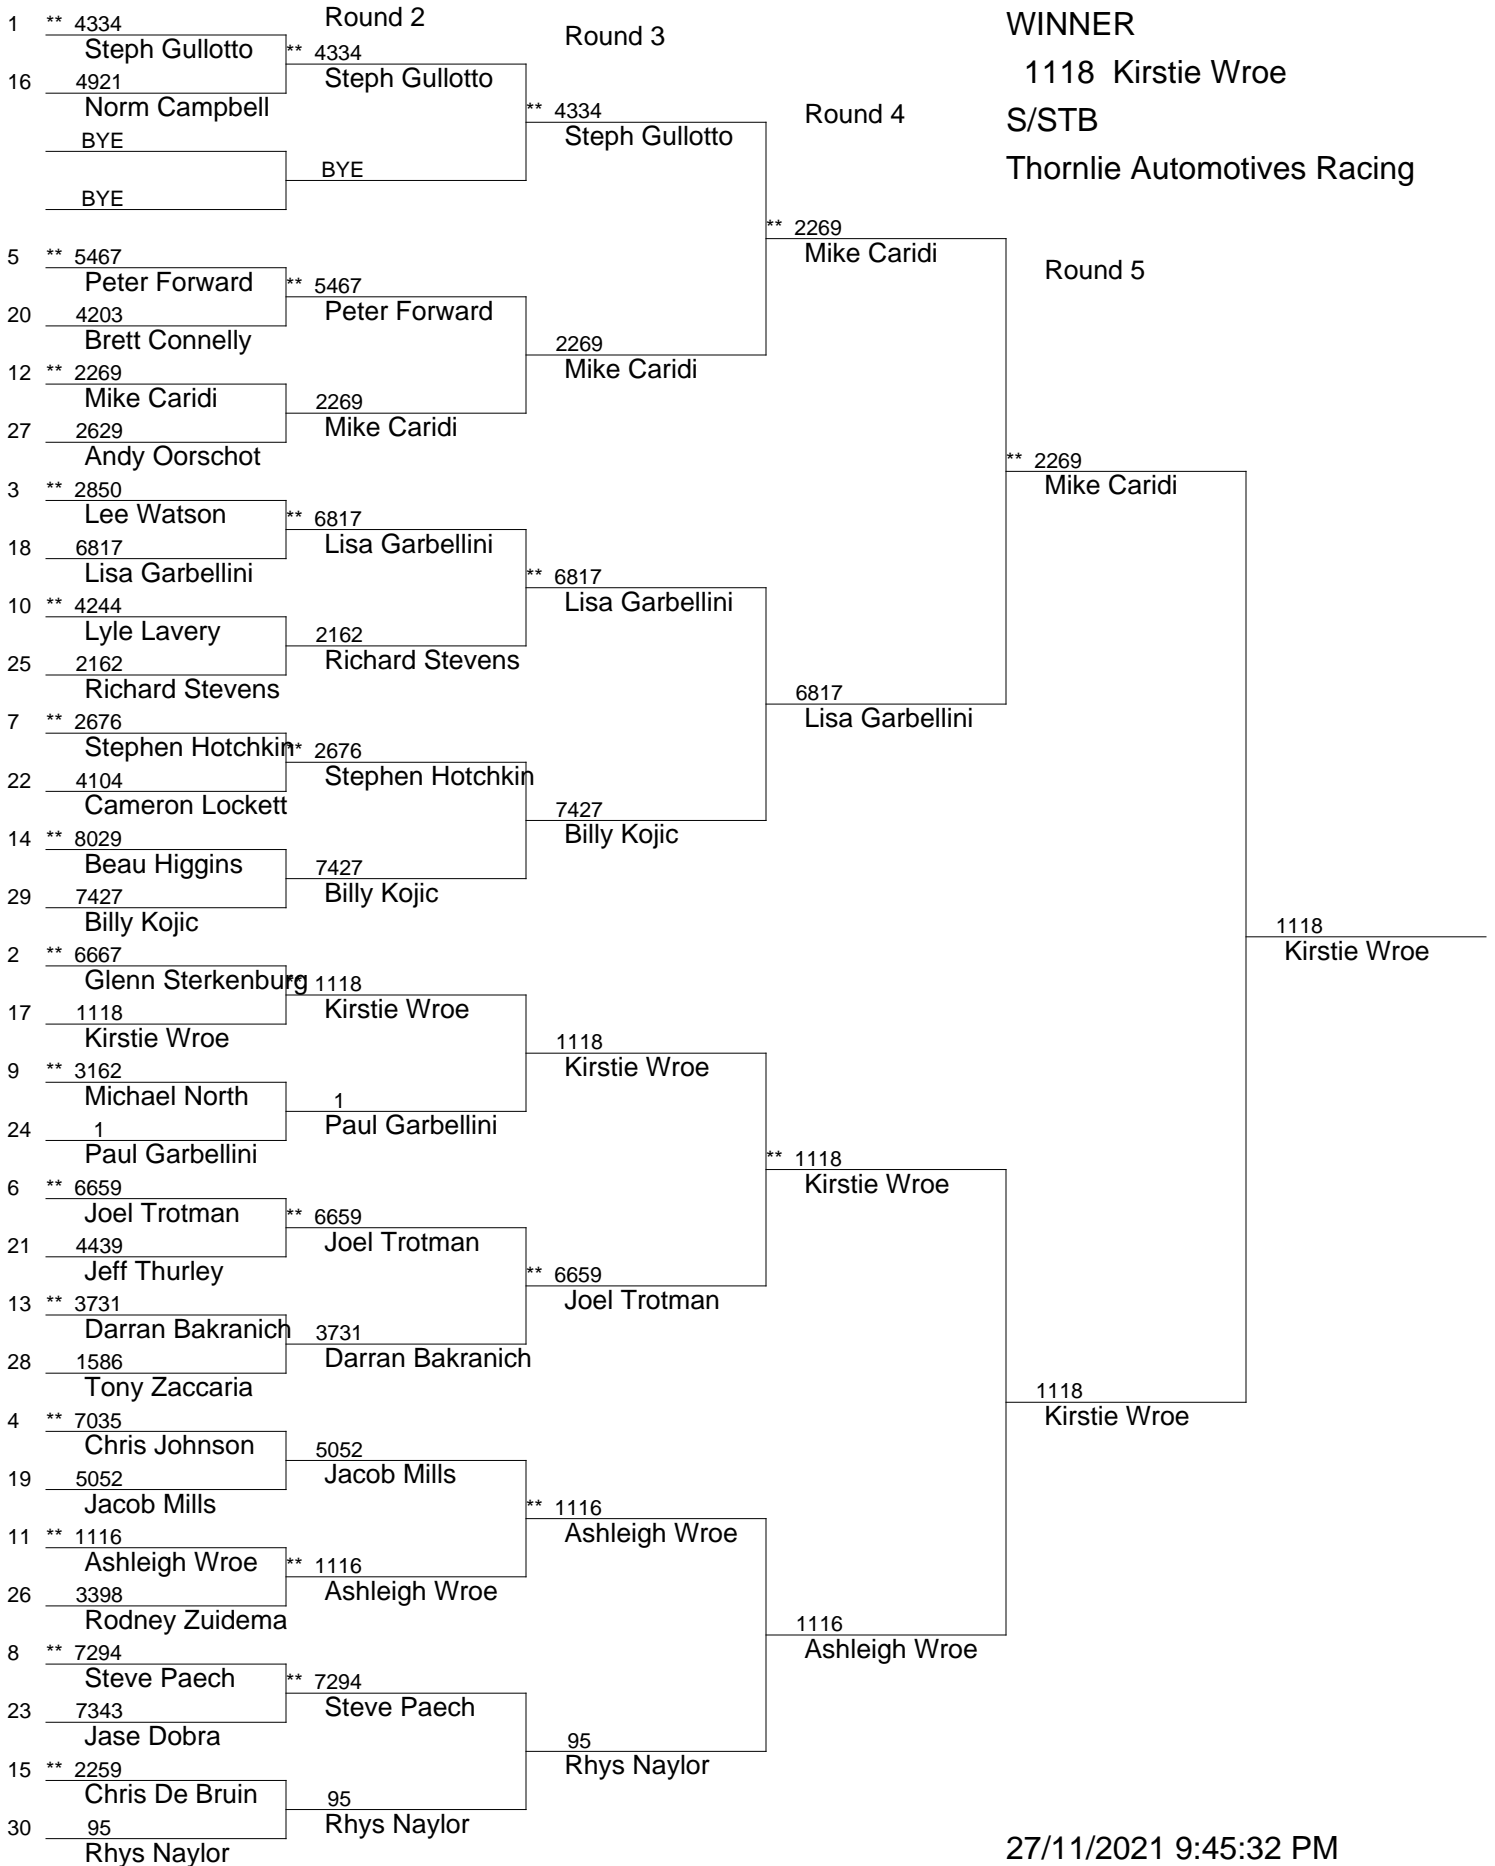 Round 2
Round 3
Round 4
Round 5
WINNER
1118 Kirstie Wroe
S/STB
Thornlie Automotives Racing
1 ** 4334
Steph Gullotto
16 4921
Norm Campbell
BYE
BYE
5 ** 5467
Peter Forward
20 4203
Brett Connelly
12 ** 2269
Mike Caridi
27 2629
Andy Oorschot
3 ** 2850
Lee Watson
18 6817
Lisa Garbellini
10 ** 4244
Lyle Lavery
25 2162
Richard Stevens
7 ** 2676
Stephen Hotchkin
22 4104
Cameron Lockett
14 ** 8029
Beau Higgins
29 7427
Billy Kojic
2 ** 6667
Glenn Sterkenburg
17 1118
Kirstie Wroe
9 ** 3162
Michael North
24 1
Paul Garbellini
6 ** 6659
Joel Trotman
21 4439
Jeff Thurley
13 ** 3731
Darran Bakranich
28 1586
Tony Zaccaria
4 ** 7035
Chris Johnson
19 5052
Jacob Mills
11 ** 1116
Ashleigh Wroe
26 3398
Rodney Zuidema
8 ** 7294
Steve Paech
23 7343
Jase Dobra
15 ** 2259
Chris De Bruin
30 95
Rhys Naylor
** 4334
Steph Gullotto
BYE
** 5467
Peter Forward
2269
Mike Caridi
** 6817
Lisa Garbellini
2162
Richard Stevens
** 2676
Stephen Hotchkin
7427
Billy Kojic
** 1118
Kirstie Wroe
1
Paul Garbellini
** 6659
Joel Trotman
3731
Darran Bakranich
5052
Jacob Mills
** 1116
Ashleigh Wroe
** 7294
Steve Paech
95
Rhys Naylor
** 4334
Steph Gullotto
2269
Mike Caridi
** 6817
Lisa Garbellini
7427
Billy Kojic
1118
Kirstie Wroe
** 6659
Joel Trotman
** 1116
Ashleigh Wroe
95
Rhys Naylor
** 2269
Mike Caridi
6817
Lisa Garbellini
** 1118
Kirstie Wroe
1116
Ashleigh Wroe
** 2269
Mike Caridi
1118
Kirstie Wroe
1118
Kirstie Wroe
27/11/2021 9:45:32 PM